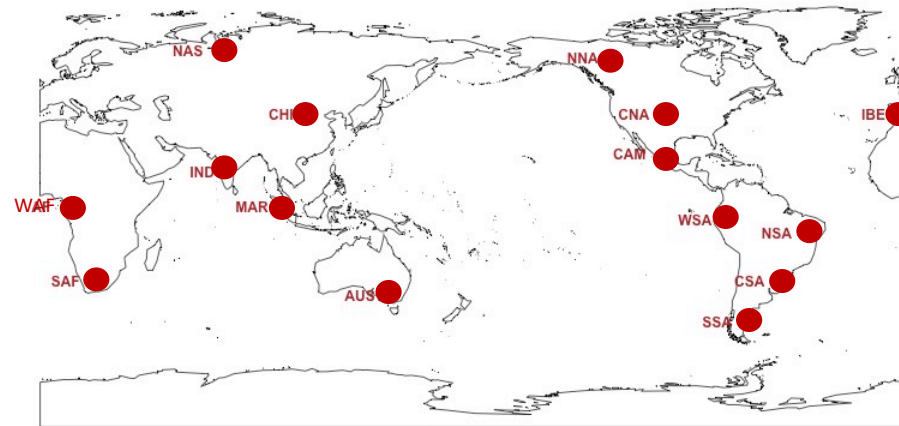 NAS
NNA
CHI
CNA
IBE
CAM
IND
WAF
MAR
WSA
NSA
SAF
CSA
AUS
SSA